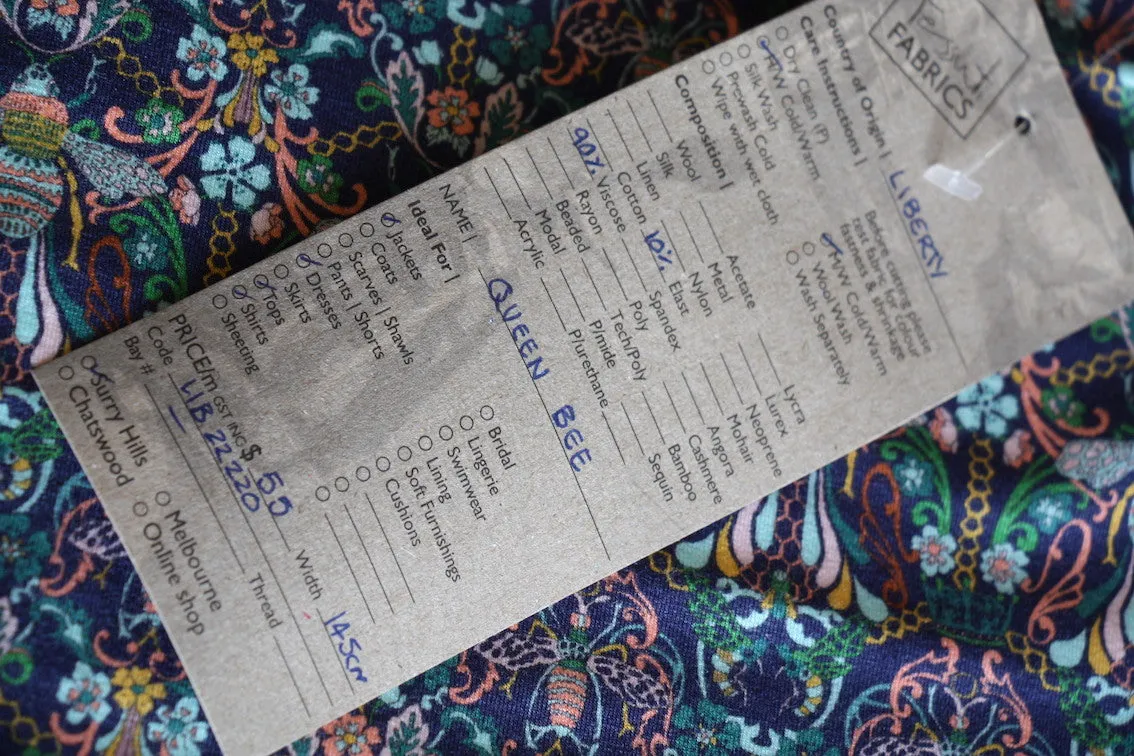 FABRICS
Country of Origin | LIBERTY
Care Instructions |
Before cutting please
test fabric for colour
fastness & shrinkage
Dry Clean (P)
H/W Cold/Warm
Silk Wash
Prewash Cold
Wipe with wet cloth
M/W Cold/Warm
Wool Wash
Wash Separately
Composition |
Wool Acetate Lycra
Silk Metal Lurex
Linen Nylon Neoprene
Cotton 10% Elast Mohair
90% Viscose Spandex Angora
Rayon Poly Cashmere
Beaded Tech/Poly Bamboo
Modal P/mide Sequin
Acrylic P/urethane
NAME | QUEEN BEE
Ideal For |
Jackets
Coats
Scarves | Shawls
Pants | Shorts
Dresses
Skirts
Tops
Shirts
Sheeting
Bridal
Lingerie
Swimwear
Lining
Soft Furnishings
Cushions
PRICE/m GST INC $ 55 Width 145cm
Code LIB 22220
Bay # Thread
Surry Hills Melbourne
Chatswood Online shop